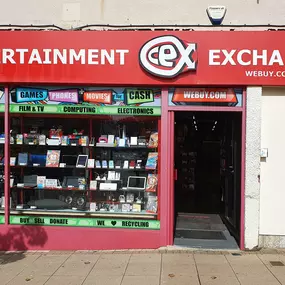 ERTAINMENT CEX EXCHA
WEBUY.CO
GAMES PHONES MOVIES CASH
WEBUY.COM
FILM & TV COMPUTING ELECTRONICS
BUY SELL DONATE WE ♥ RECYCLING